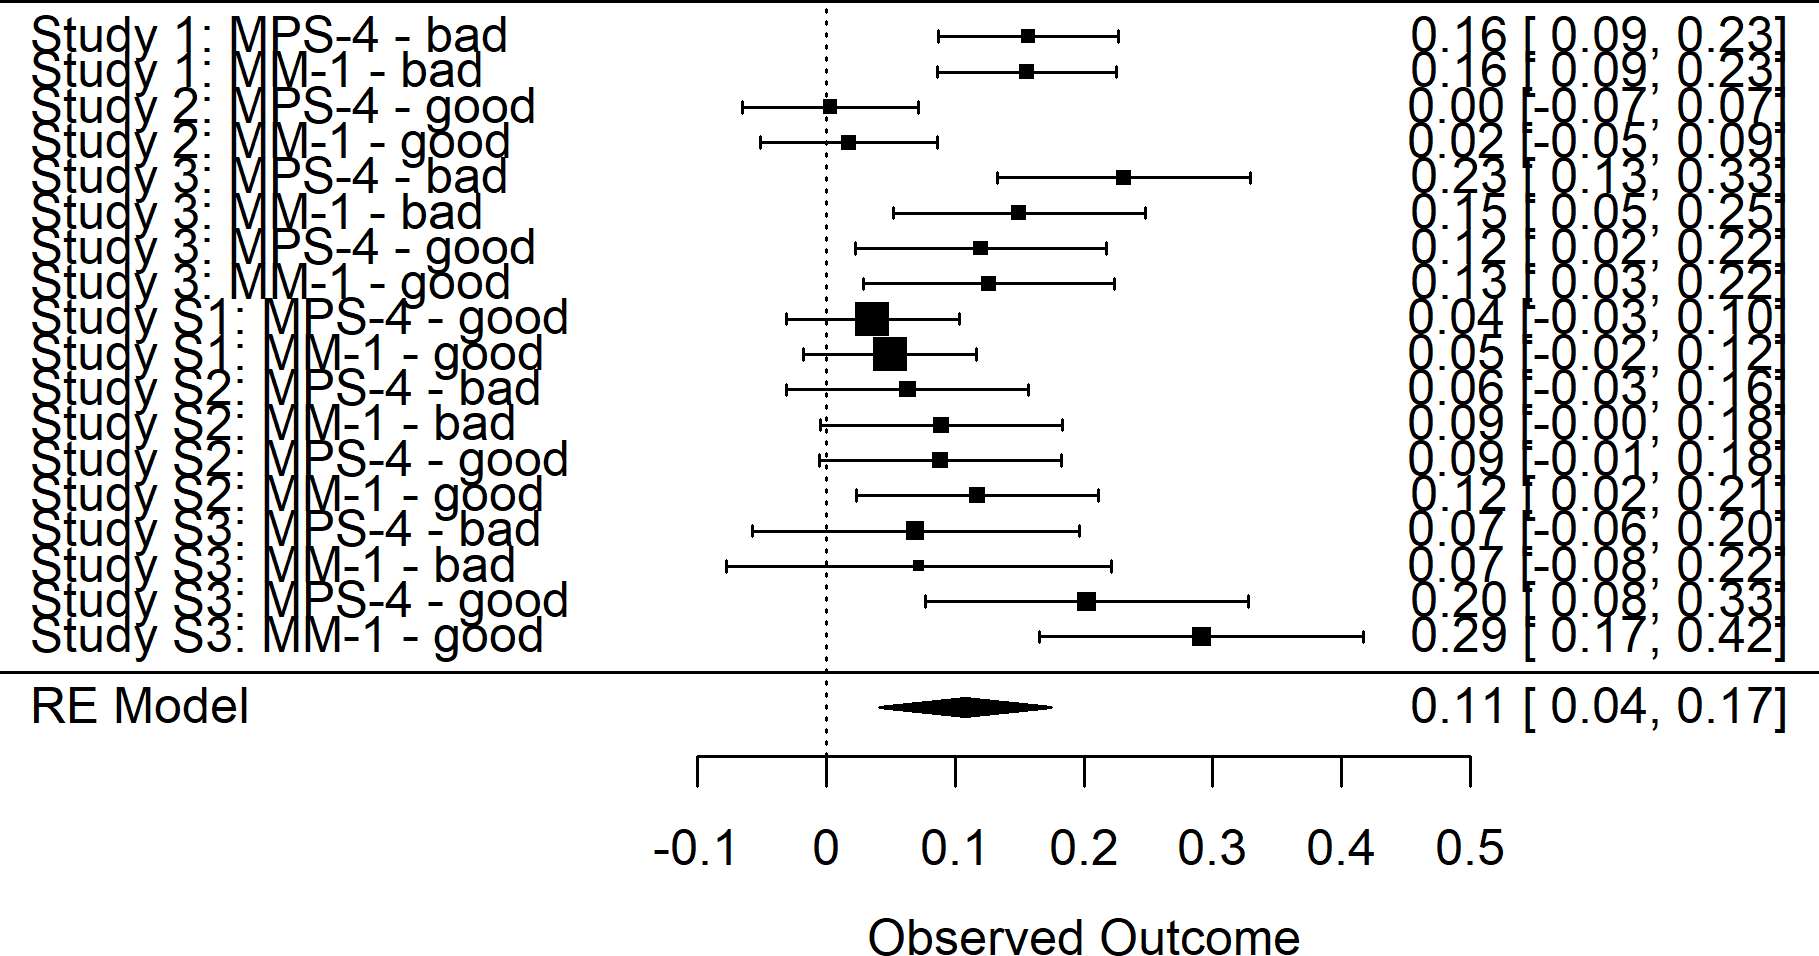 Study 1: MPS-4 - bad 0.16 [ 0.09, 0.23]
Study 1: MM-1 - bad 0.16 [ 0.09, 0.23]
Study 2: MPS-4 - good 0.00 [-0.07, 0.07]
Study 2: MM-1 - good 0.02 [-0.05, 0.09]
Study 3: MPS-4 - bad 0.23 [ 0.13, 0.33]
Study 3: MM-1 - bad 0.15 [ 0.05, 0.25]
Study 3: MPS-4 - good 0.12 [ 0.02, 0.22]
Study 3: MM-1 - good 0.13 [ 0.03, 0.22]
Study S1: MPS-4 - good 0.04 [-0.03, 0.10]
Study S1: MM-1 - good 0.05 [-0.02, 0.12]
Study S2: MPS-4 - bad 0.06 [-0.03, 0.16]
Study S2: MM-1 - bad 0.09 [-0.00, 0.18]
Study S2: MPS-4 - good 0.09 [-0.01, 0.18]
Study S2: MM-1 - good 0.12 [ 0.02, 0.21]
Study S3: MPS-4 - bad 0.07 [-0.06, 0.20]
Study S3: MM-1 - bad 0.07 [-0.08, 0.22]
Study S3: MPS-4 - good 0.20 [ 0.08, 0.33]
Study S3: MM-1 - good 0.29 [ 0.17, 0.42]
RE Model 0.11 [ 0.04, 0.17]
-0.1 0 0.1 0.2 0.3 0.4 0.5
Observed Outcome